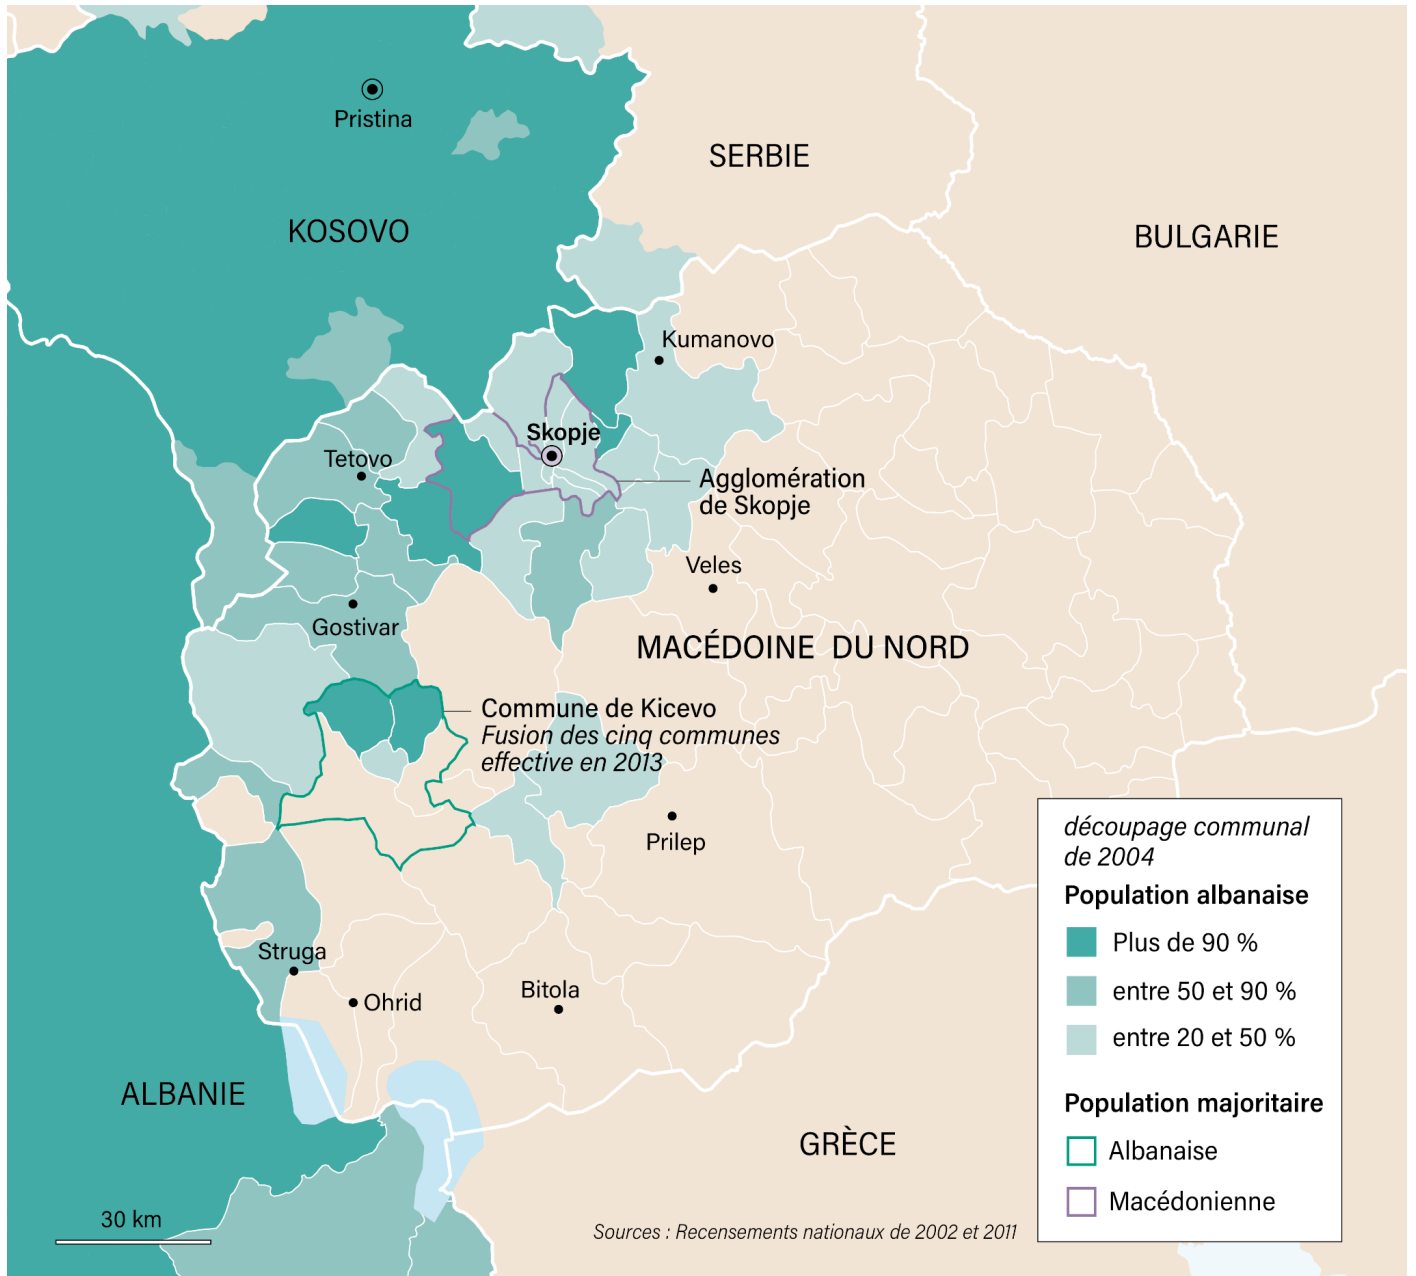 Pristina
SERBIE
KOSOVO
BULGARIE
Kumanovo
Skopje
Tetovo
Agglomération
de Skopje
Veles
Gostivar
MACÉDOINE DU NORD
Commune de Kicevo
Fusion des cinq communes
effective en 2013
Prilep
Struga
Ohrid
Bitola
ALBANIE
GRÈCE
30 km
Sources : Recensements nationaux de 2002 et 2011
découpage communal
de 2004
Population albanaise
Plus de 90 %
entre 50 et 90 %
entre 20 et 50 %
Population majoritaire
Albanaise
Macédonienne